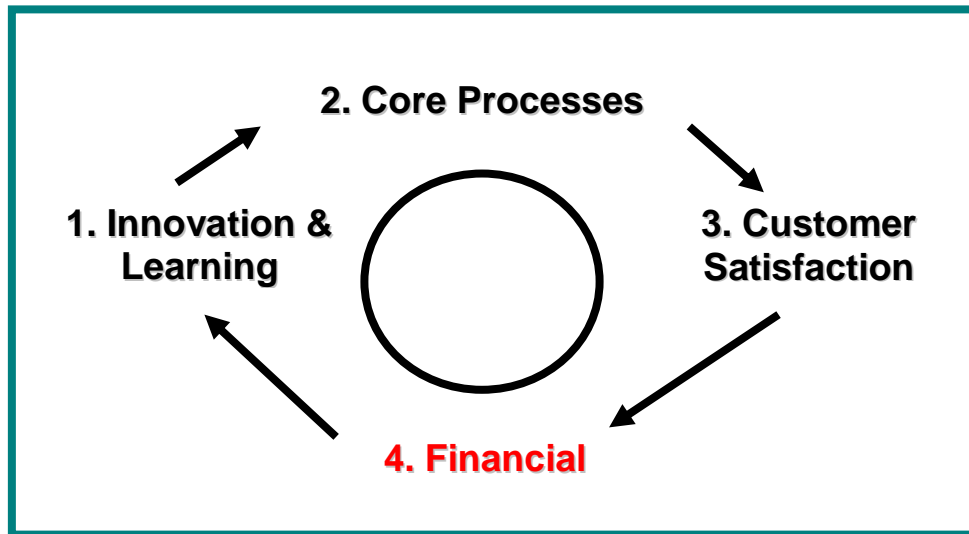 2. Core Processes
1. Innovation &
Learning
3. Customer
Satisfaction
4. Financial